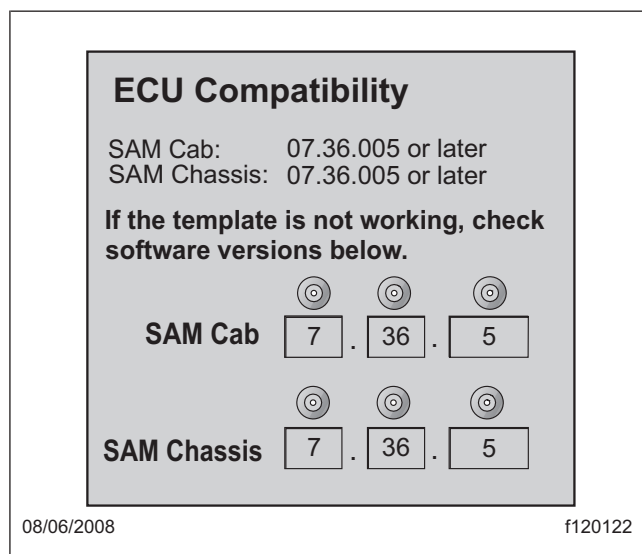 ECU Compatibility
SAM Cab: 07.36.005 or later
SAM Chassis: 07.36.005 or later
If the template is not working, check
software versions below.
SAM Cab 7 . 36 . 5
SAM Chassis 7 . 36 . 5
08/06/2008 f120122